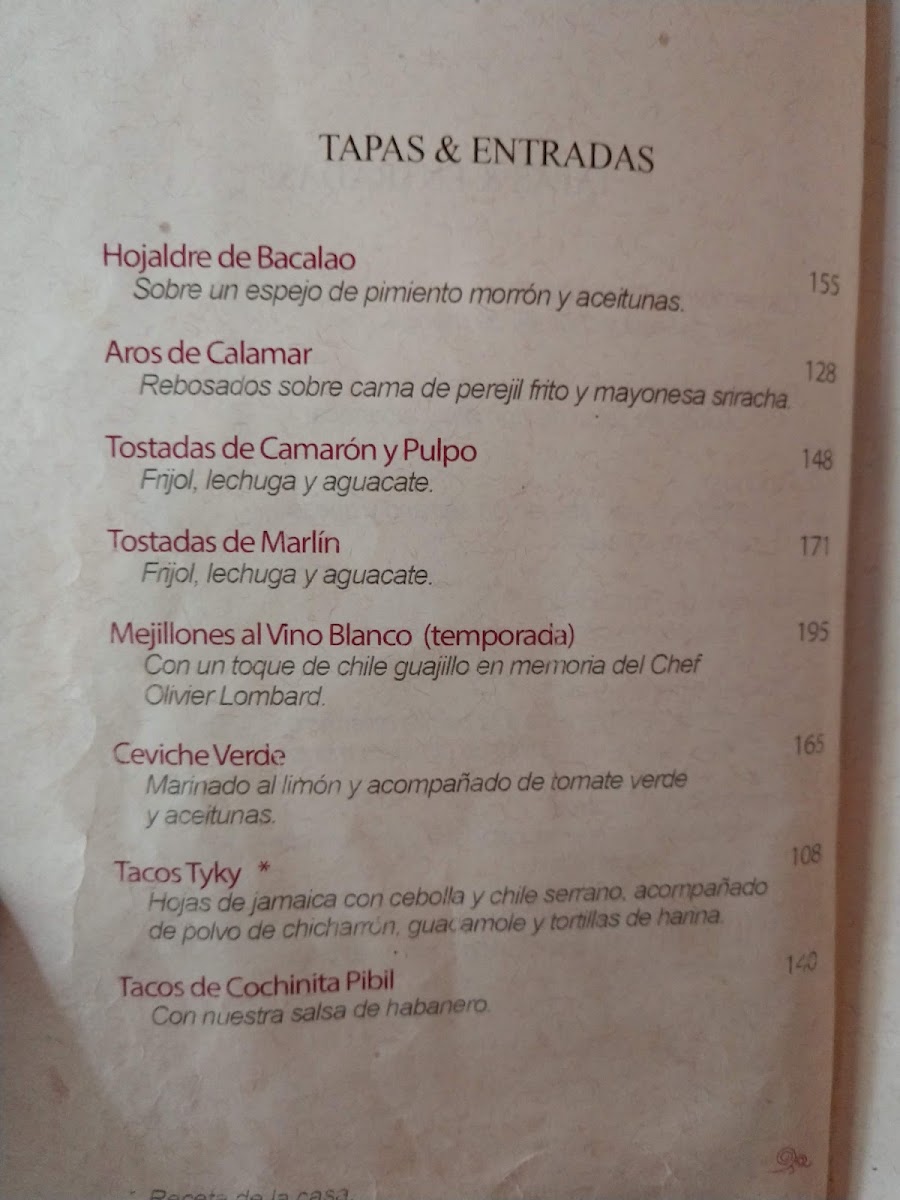 TAPAS & ENTRADAS
Hojaldre de Bacalao 155
Sobre un espejo de pimiento morrón y aceitunas.
Aros de Calamar 128
Rebosados sobre cama de perejil frito y mayonesa sriracha.
Tostadas de Camarón y Pulpo 148
Frijol, lechuga y aguacate.
Tostadas de Marlín 171
Frijol, lechuga y aguacate.
Mejillones al Vino Blanco (temporada) 195
Con un toque de chile guajillo en memoria del Chef
Olivier Lombard.
Ceviche Verde 165
Marinado al limón y acompañado de tomate verde
y aceitunas.
Tacos Tyky * 108
Hojas de jamaica con cebolla y chile serrano, acompañado
de polvo de chicharrón, guacamole y tortillas de harina.
Tacos de Cochinita Pibil 140
Con nuestra salsa de habanero.
* Receta de la casa.